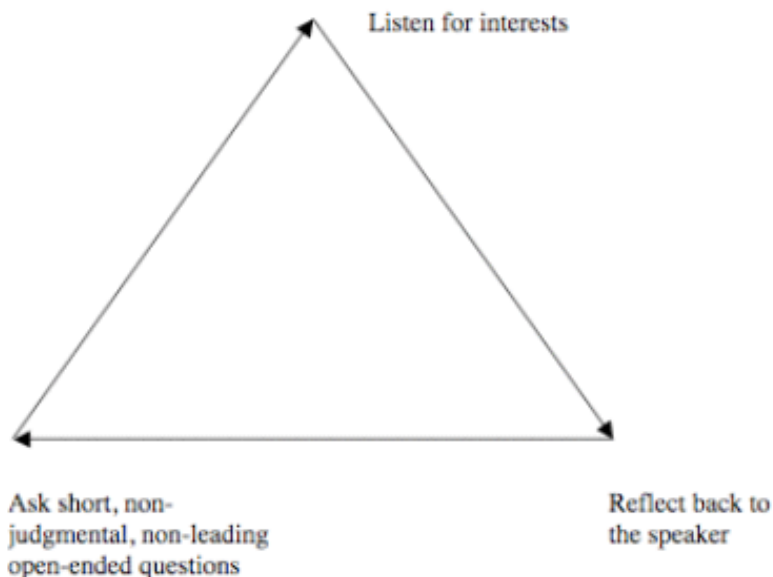 Listen for interests
Ask short, non-
judgmental, non-leading
open-ended questions
Reflect back to
the speaker